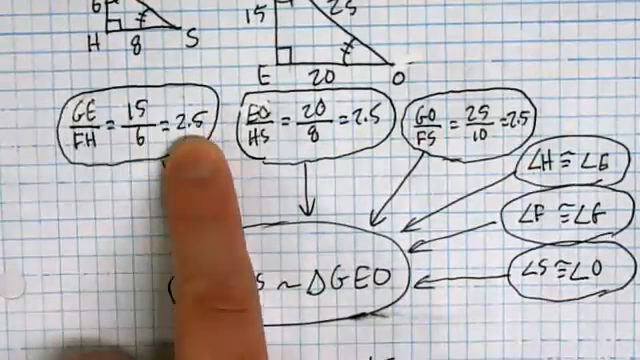 6
H 8 S
15 25
E 20 O
GE/FH = 15/6 = 2.5
EO/HS = 20/8 = 2.5
GO/FS = 25/10 = 2.5
∠H ≅ ∠E
∠F ≅ ∠G
∠S ≅ ∠O
S ~ △GEO